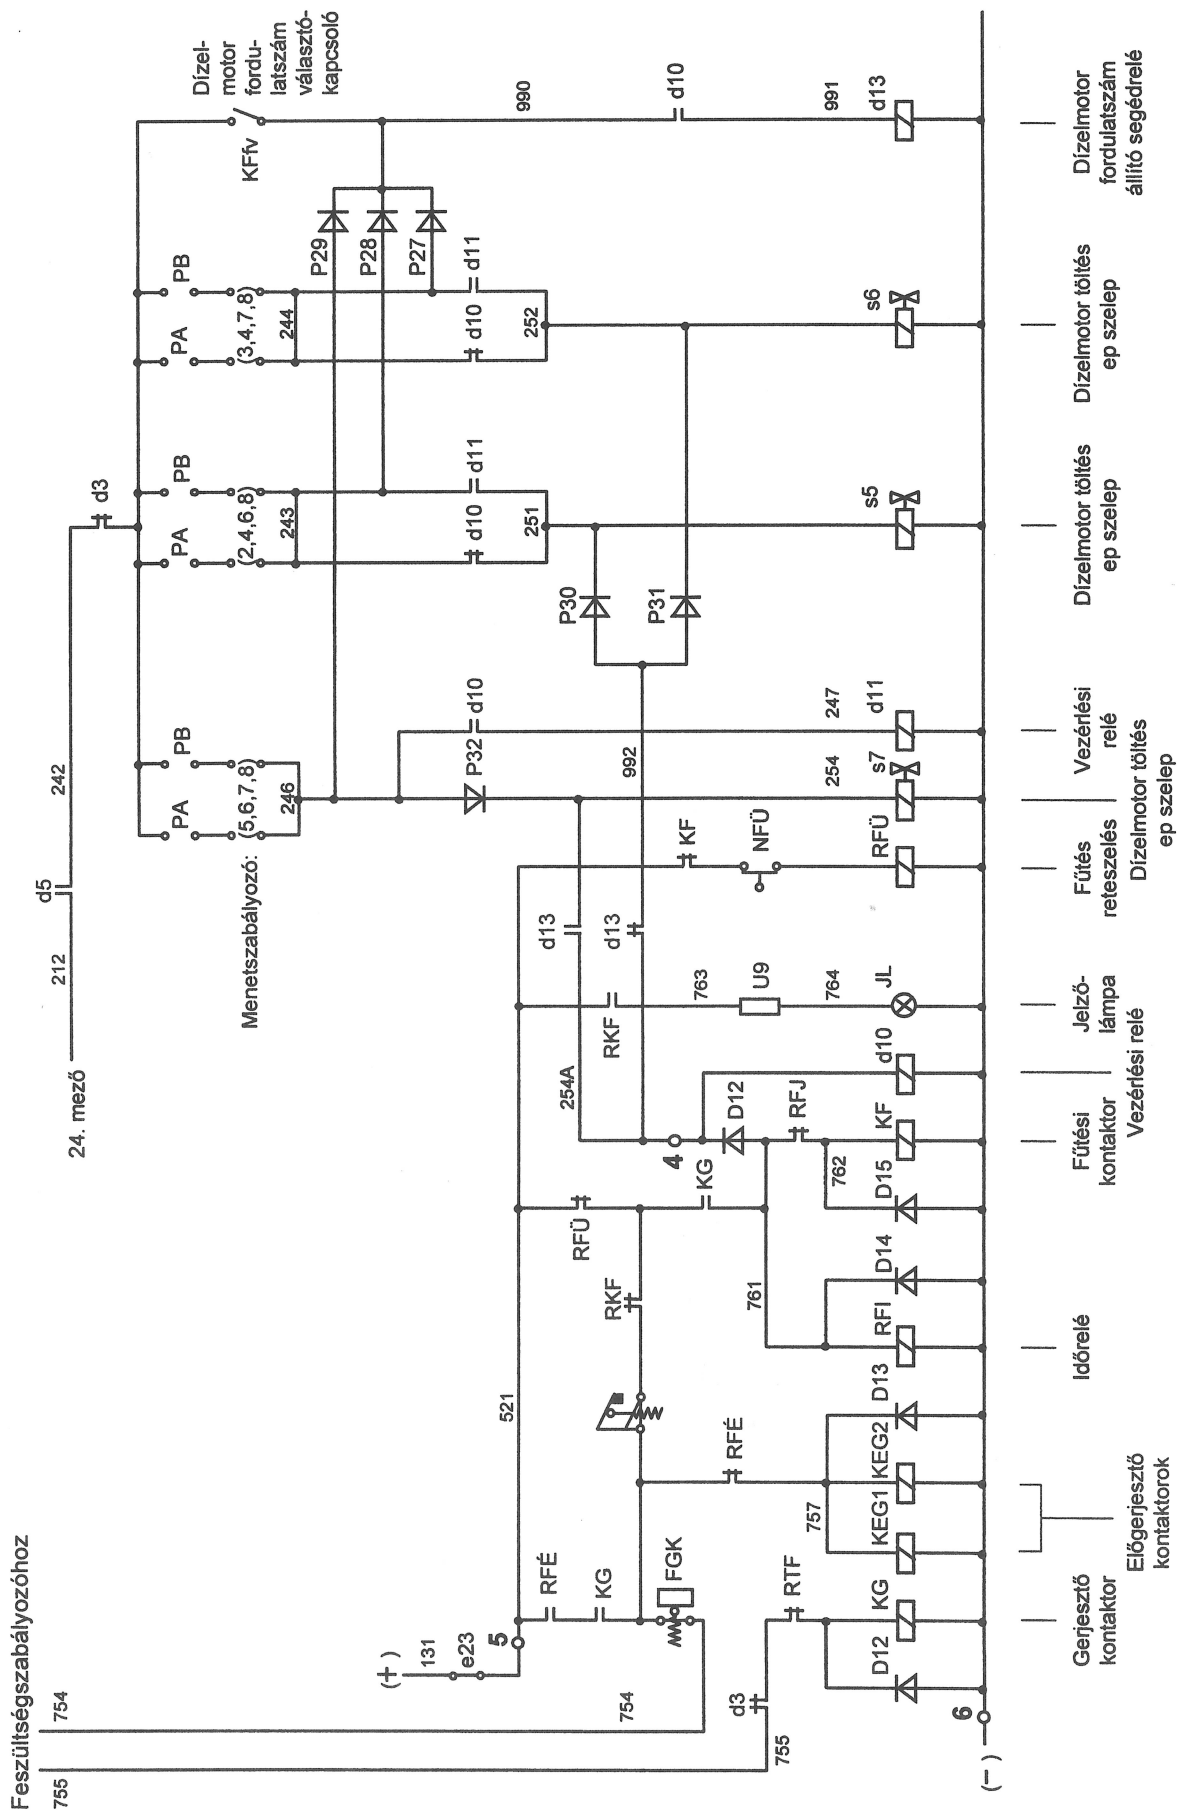 Feszültségszabályozóhoz
755
754
24. mező
212
d5
242
d3
Dízel-
motor
fordu-
latszám
választó-
kapcsoló
KFfv
Menetszabályozó:
PA
PB
(5,6,7,8)
246
PA
PB
(2,4,6,8)
243
PA
PB
(3,4,7,8)
244
P29
P28
P27
990
d10
d11
d10
d11
251
252
d10
P32
P30
P31
992
d10
991
d13
s6
s5
247
d11
254
s7
(+)
131
e23
5
521
RFÉ
KG
FGK
754
d3
755
RTF
RFÉ
RKF
RFÜ
KG
4
254A
d13
d13
RKF
763
U9
764
JL
KF
NFÜ
RFÜ
D12
RFJ
762
761
757
D12
KG
KEG1
KEG2
D13
RFI
D14
D15
KF
d10
6
(−)
Gerjesztő
kontaktor
Előgerjesztő
kontaktorok
Időrelé
Fűtési
kontaktor
Vezérlési relé
Jelző-
lámpa
Fűtés
reteszelés
Dízelmotor töltés
ep szelep
Vezérlési
relé
Dízelmotor töltés
ep szelep
Dízelmotor töltés
ep szelep
Dízelmotor
fordulatszám
állító segédrelé